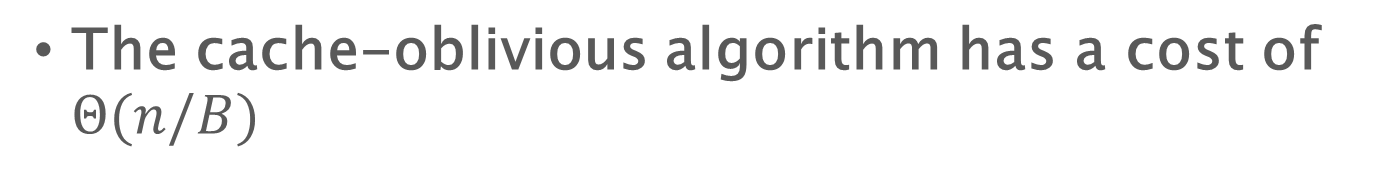 • The cache-oblivious algorithm has a cost of
Θ(n/B)